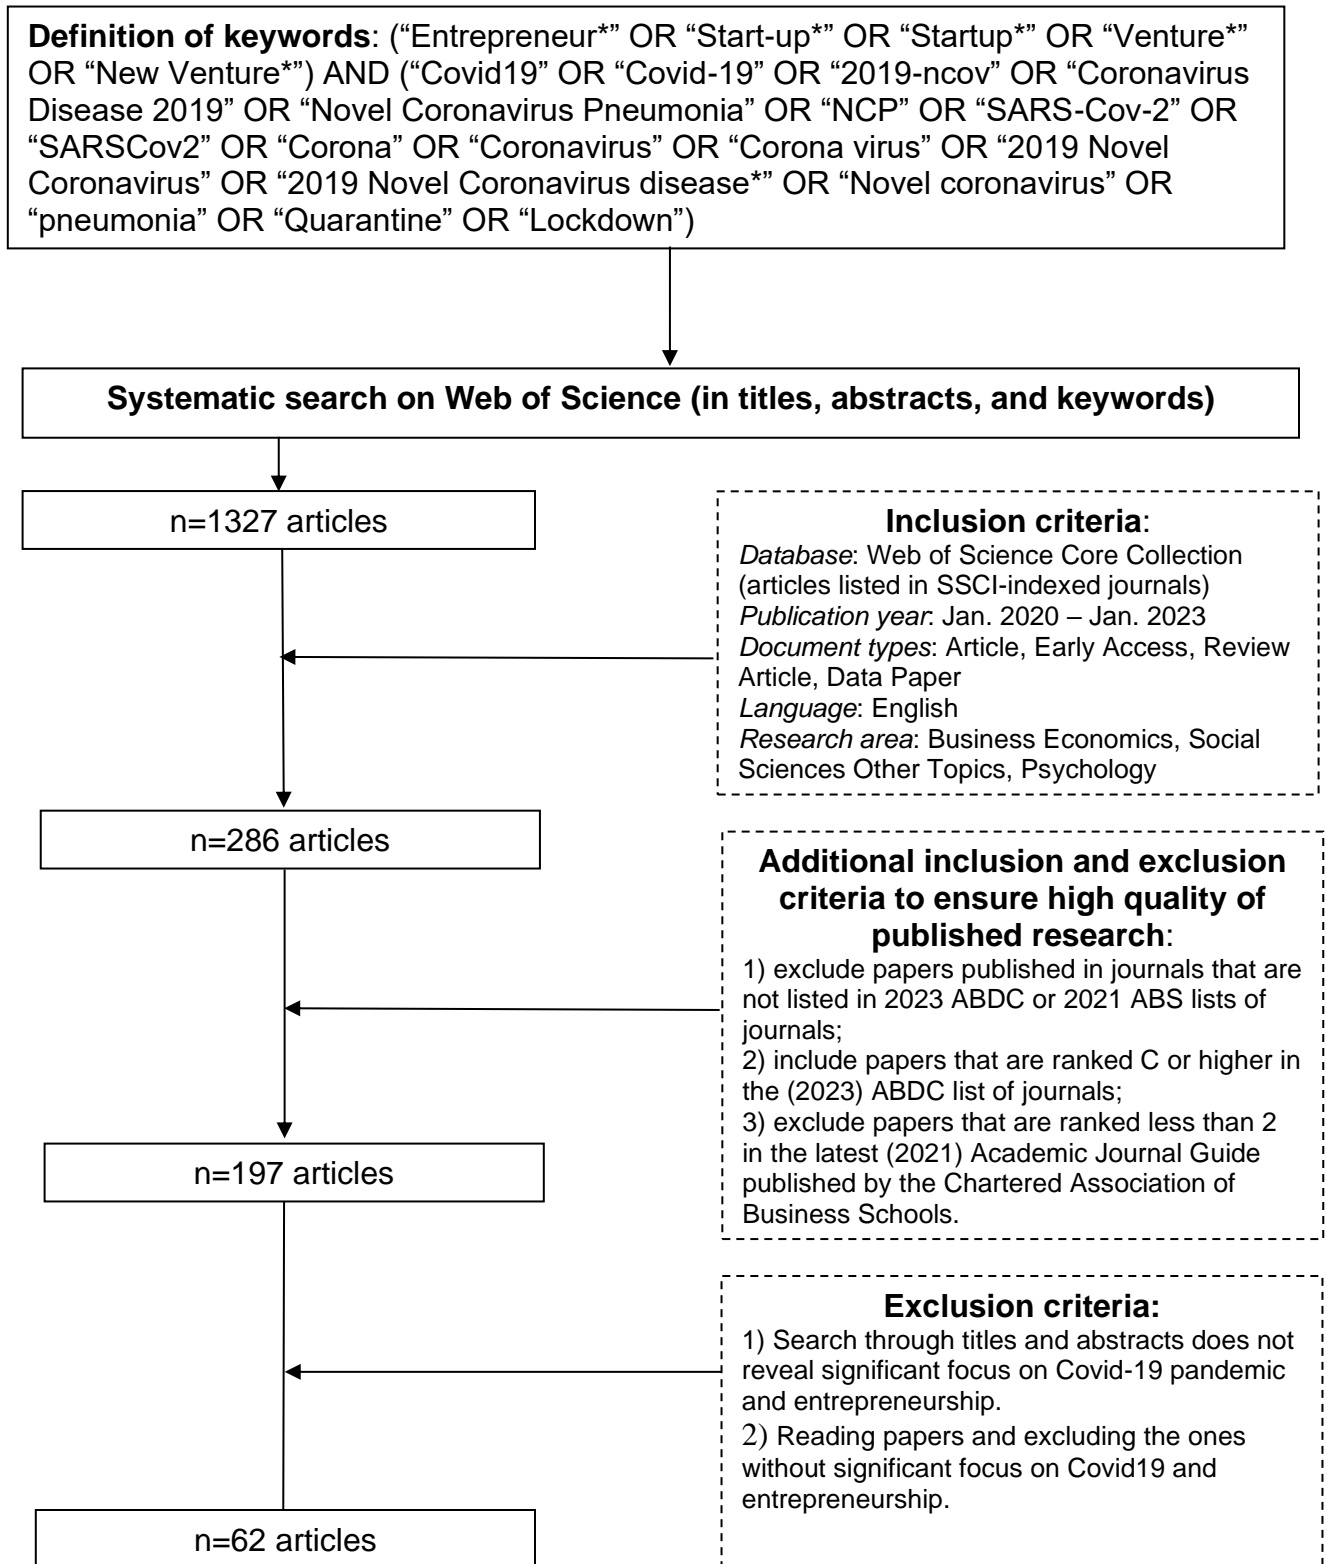 Definition of keywords: (“Entrepreneur*” OR “Start-up*” OR “Startup*” OR “Venture*”
OR “New Venture*”) AND (“Covid19” OR “Covid-19” OR “2019-ncov” OR “Coronavirus
Disease 2019” OR “Novel Coronavirus Pneumonia” OR “NCP” OR “SARS-Cov-2” OR
“SARSCov2” OR “Corona” OR “Coronavirus” OR “Corona virus” OR “2019 Novel
Coronavirus” OR “2019 Novel Coronavirus disease*” OR “Novel coronavirus” OR
“pneumonia” OR “Quarantine” OR “Lockdown”)
Systematic search on Web of Science (in titles, abstracts, and keywords)
n=1327 articles
Inclusion criteria:
Database: Web of Science Core Collection
(articles listed in SSCI-indexed journals)
Publication year: Jan. 2020 – Jan. 2023
Document types: Article, Early Access, Review
Article, Data Paper
Language: English
Research area: Business Economics, Social
Sciences Other Topics, Psychology
n=286 articles
Additional inclusion and exclusion
criteria to ensure high quality of
published research:
1) exclude papers published in journals that are
not listed in 2023 ABDC or 2021 ABS lists of
journals;
2) include papers that are ranked C or higher in
the (2023) ABDC list of journals;
3) exclude papers that are ranked less than 2
in the latest (2021) Academic Journal Guide
published by the Chartered Association of
Business Schools.
n=197 articles
Exclusion criteria:
1) Search through titles and abstracts does not
reveal significant focus on Covid-19 pandemic
and entrepreneurship.
2) Reading papers and excluding the ones
without significant focus on Covid19 and
entrepreneurship.
n=62 articles